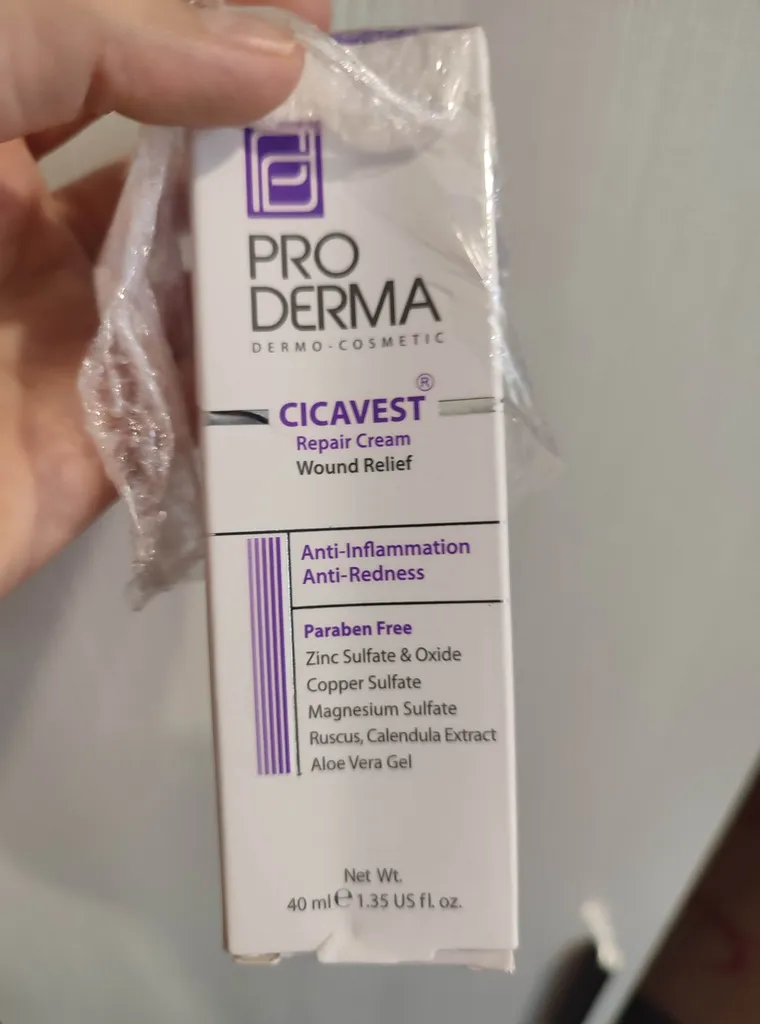 PRO
DERMA
DERMO-COSMETIC
CICAVEST®
Repair Cream
Wound Relief
Anti-Inflammation
Anti-Redness
Paraben Free
Zinc Sulfate & Oxide
Copper Sulfate
Magnesium Sulfate
Ruscus, Calendula Extract
Aloe Vera Gel
Net Wt.
40 ml ℮ 1.35 US fl. oz.